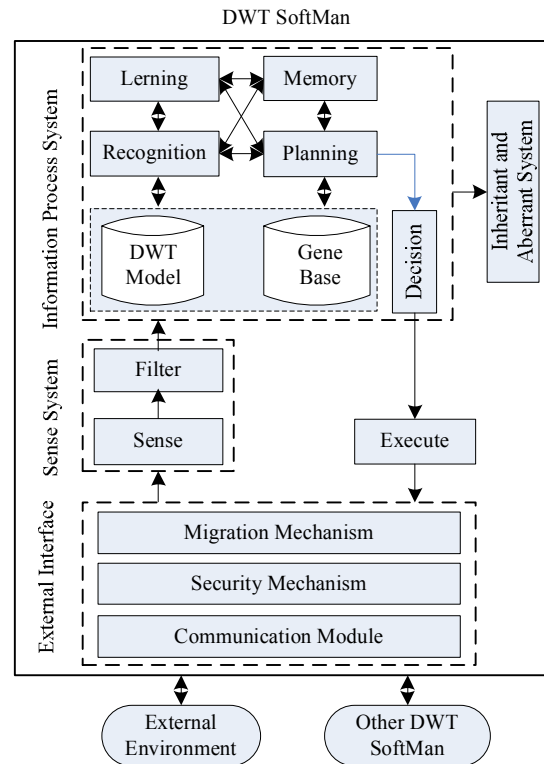 DWT SoftMan
Information Process System
Lerning
Memory
Recognition
Planning
DWT
Model
Gene
Base
Decision
Inheritant and
Aberrant System
Sense System
Filter
Sense
Execute
External Interface
Migration Mechanism
Security Mechanism
Communication Module
External
Environment
Other DWT
SoftMan